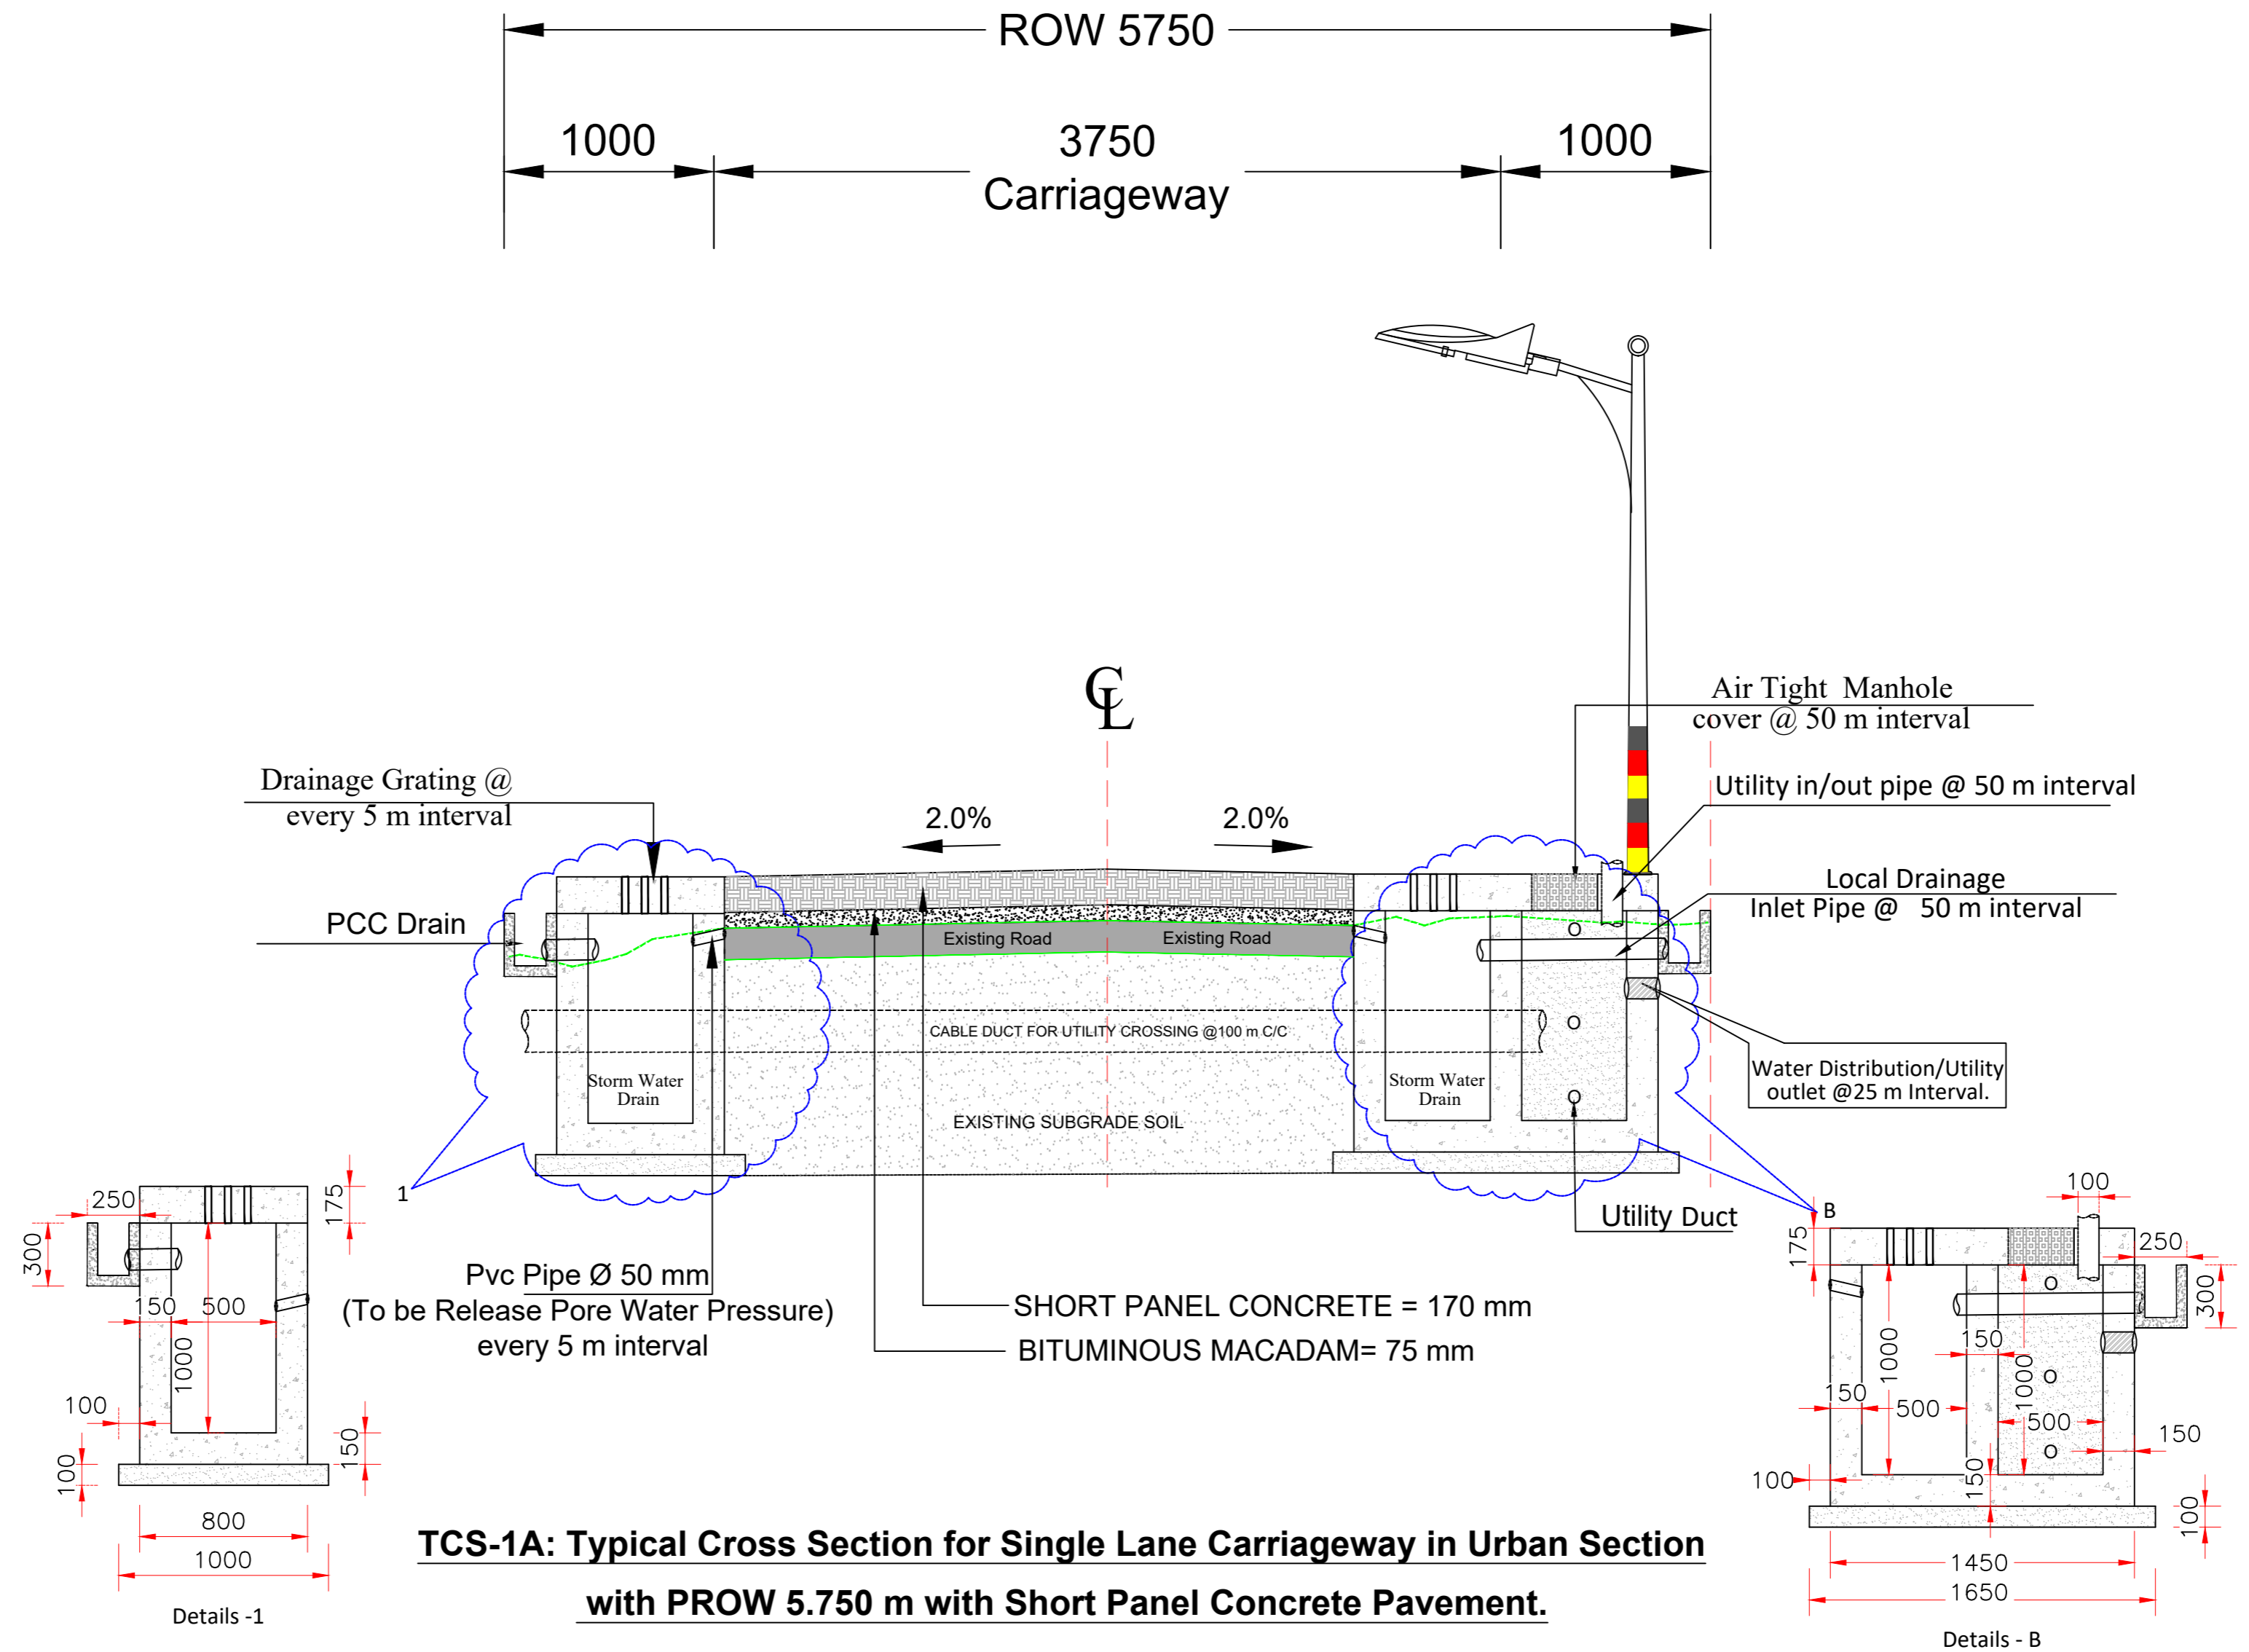 ROW 5750
1000
3750
1000
Carriageway
CL
Air Tight Manhole
cover @ 50 m interval
Drainage Grating @
every 5 m interval
Utility in/out pipe @ 50 m interval
2.0%
2.0%
Local Drainage
Inlet Pipe @ 50 m interval
PCC Drain
Existing Road
Existing Road
CABLE DUCT FOR UTILITY CROSSING @100 m C/C
Storm Water
Drain
Storm Water
Drain
Water Distribution/Utility
outlet @25 m Interval.
EXISTING SUBGRADE SOIL
1
B
Utility Duct
Pvc Pipe Ø 50 mm
(To be Release Pore Water Pressure)
every 5 m interval
SHORT PANEL CONCRETE = 170 mm
BITUMINOUS MACADAM= 75 mm
250
175
300
150
500
1000
100
150
100
800
1000
Details -1
100
175
250
300
150
1000
1000
150
500
500
150
100
150
100
1450
1650
Details - B
TCS-1A: Typical Cross Section for Single Lane Carriageway in Urban Section
with PROW 5.750 m with Short Panel Concrete Pavement.